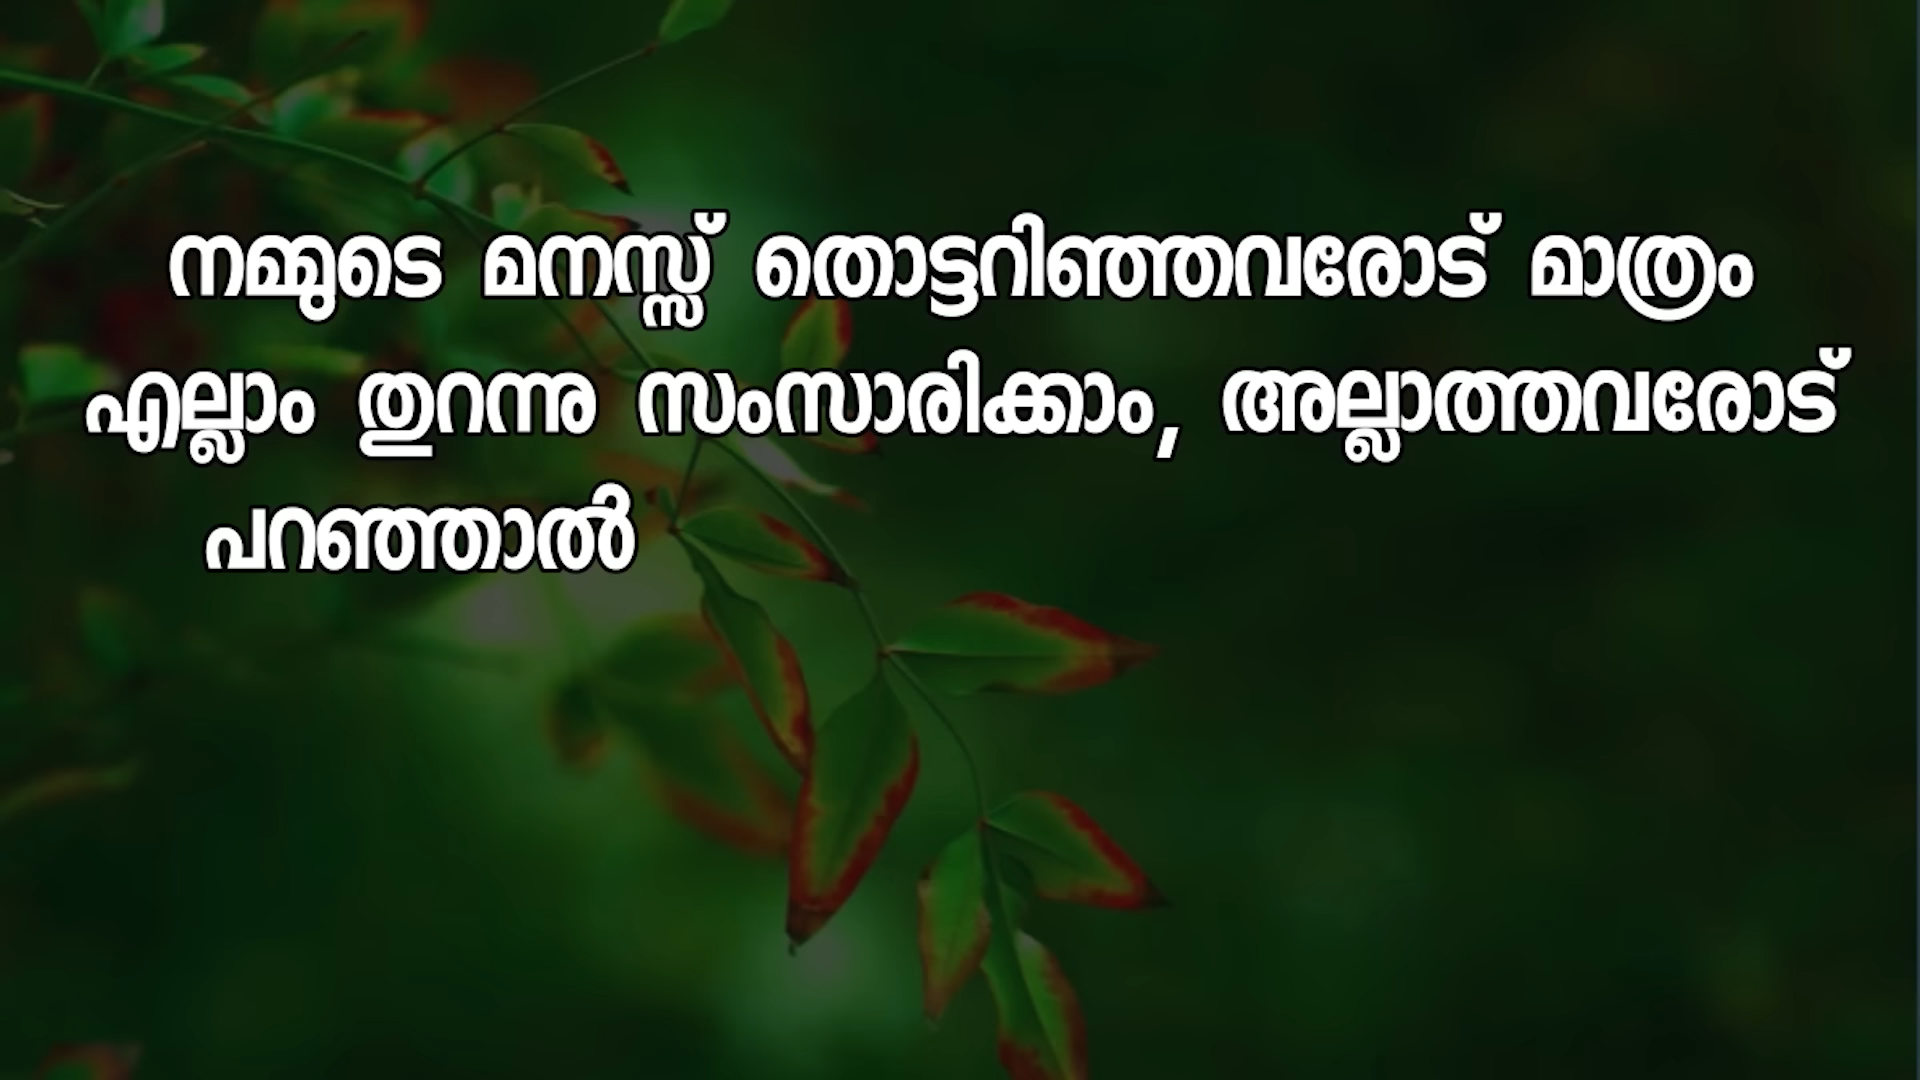 നമ്മുടെ മനസ്സ് തൊട്ടറിഞ്ഞവരോട് മാത്രം
എല്ലാം തുറന്നു സംസാരിക്കാം, അല്ലാത്തവരോട്
പറഞ്ഞാൽ